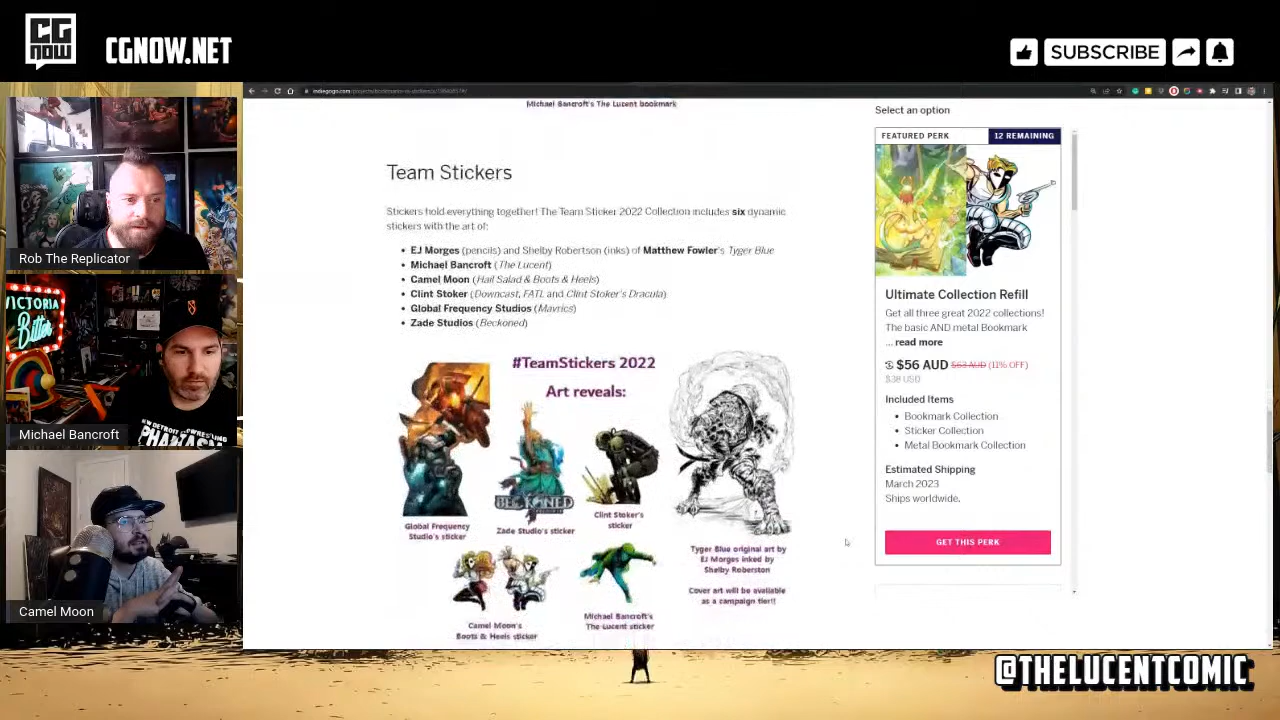 CG
NOW
CGNOW.NET
SUBSCRIBE
Michael Bancroft's The Lucent bookmark
Select an option
FEATURED PERK
12 REMAINING
Team Stickers
Stickers hold everything together! The Team Sticker 2022 Collection includes six dynamic
stickers with the art of:
EJ Morges (pencils) and Shelby Robertson (inks) of Matthew Fowler's Tyger Blue
Michael Bancroft (The Lucent)
Camel Moon (Hail Salad & Boots & Heels)
Clint Stoker (Downcast, FATL and Clint Stoker's Dracula)
Global Frequency Studios (Mavrics)
Zade Studios (Beckoned)
#TeamStickers 2022
Art reveals:
BECKONED
Global Frequency
Studio's sticker
Zade Studio's sticker
Clint Stoker's
sticker
Tyger Blue original art by
EJ Morges inked by
Shelby Roberston
Cover art will be available
as a campaign tier!!
Camel Moon's
Boots & Heels sticker
Michael Bancroft's
The Lucent sticker
Ultimate Collection Refill
Get all three great 2022 collections!
The basic AND metal Bookmark
... read more
$56 AUD $63 AUD (11% OFF)
$38 USD
Included Items
Bookmark Collection
Sticker Collection
Metal Bookmark Collection
Estimated Shipping
March 2023
Ships worldwide.
GET THIS PERK
Rob The Replicator
VICTORIA
Bitter
PHANTASM
Michael Bancroft
Camel Moon
@THELUCENTCOMIC